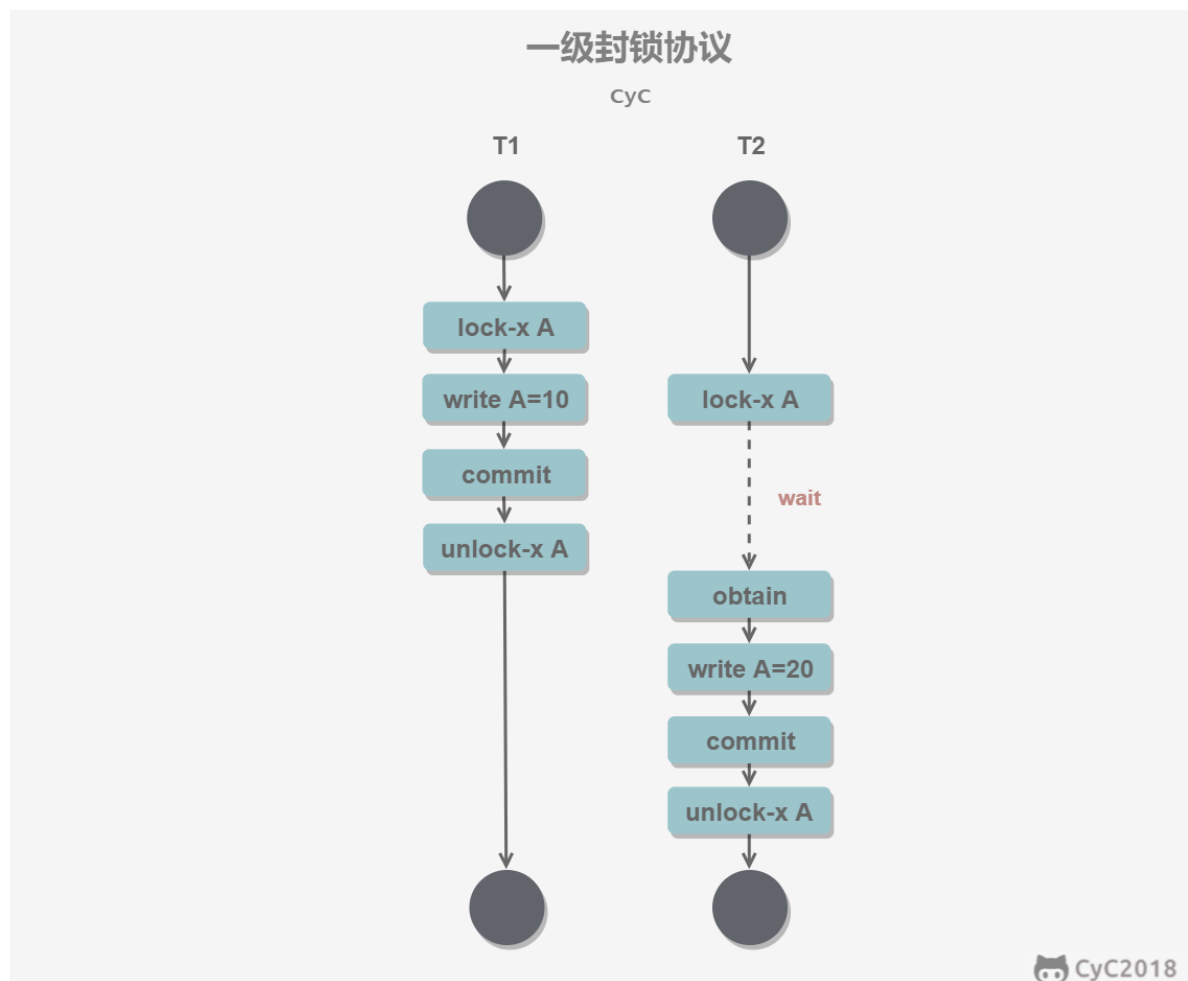 一级封锁协议
CyC
T1
T2
lock-x A
write A=10
commit
unlock-x A
lock-x A
wait
obtain
write A=20
commit
unlock-x A
CyC2018